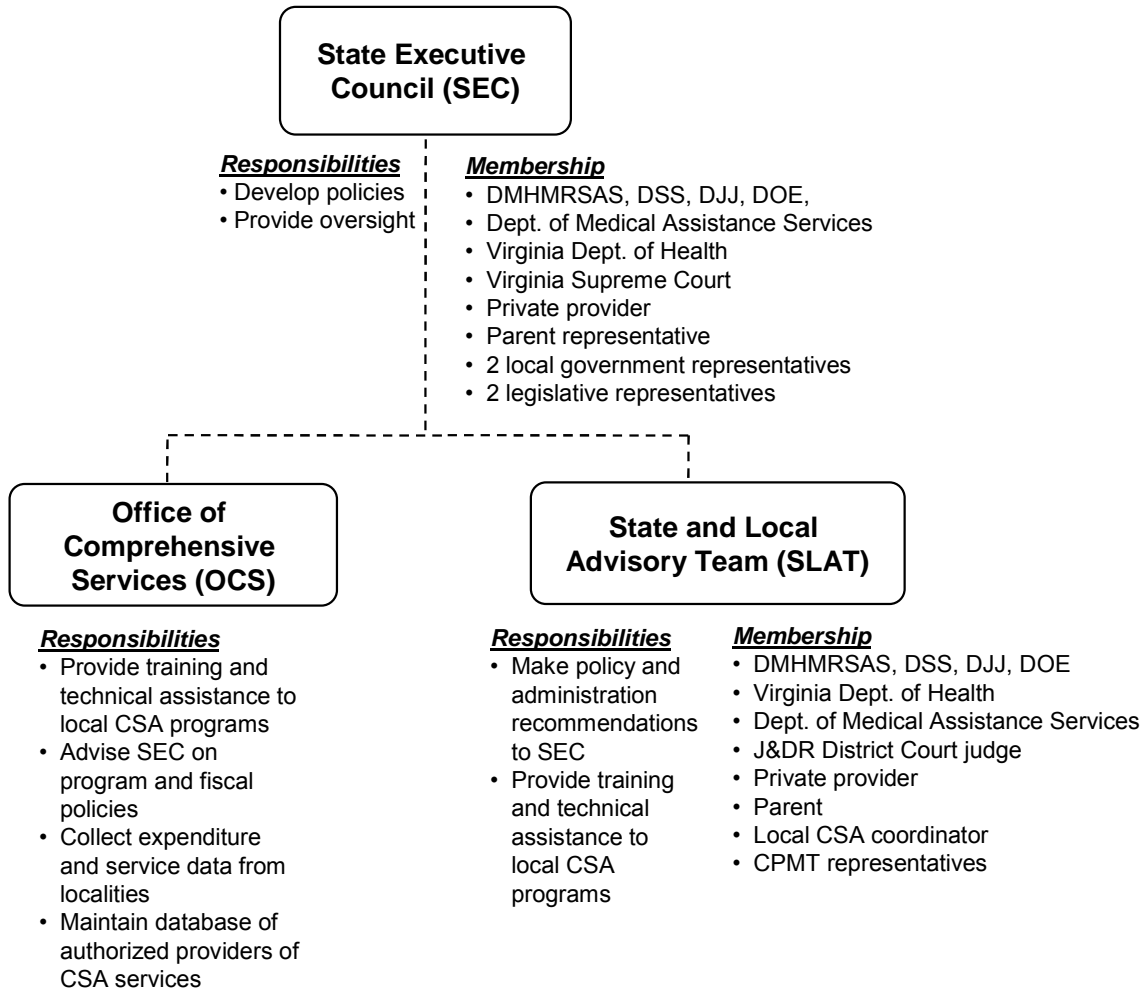 State Executive
Council (SEC)
Responsibilities
• Develop policies
• Provide oversight
Membership
• DMHMRSAS, DSS, DJJ, DOE,
• Dept. of Medical Assistance Services
• Virginia Dept. of Health
• Virginia Supreme Court
• Private provider
• Parent representative
• 2 local government representatives
• 2 legislative representatives
Office of
Comprehensive
Services (OCS)
Responsibilities
• Provide training and
technical assistance to
local CSA programs
• Advise SEC on
program and fiscal
policies
• Collect expenditure
and service data from
localities
• Maintain database of
authorized providers of
CSA services
State and Local
Advisory Team (SLAT)
Responsibilities
• Make policy and
administration
recommendations
to SEC
• Provide training
and technical
assistance to
local CSA
programs
Membership
• DMHMRSAS, DSS, DJJ, DOE
• Virginia Dept. of Health
• Dept. of Medical Assistance Services
• J&DR District Court judge
• Private provider
• Parent
• Local CSA coordinator
• CPMT representatives